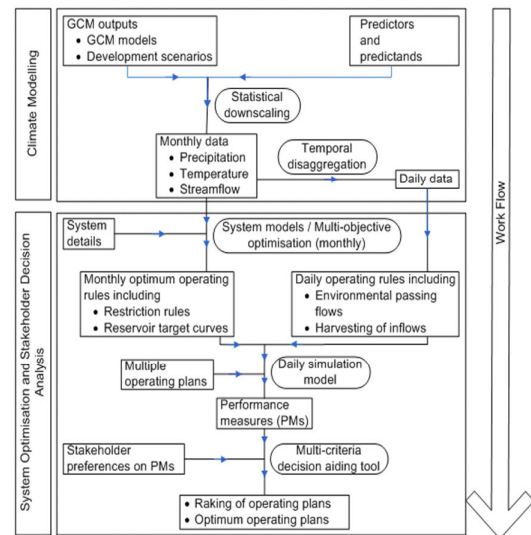 Climate Modelling
GCM outputs
• GCM models
• Development scenarios
Predictors
and
predictands
Statistical
downscaling
Monthly data
• Precipitation
• Temperature
• Streamflow
Temporal
disaggregation
Daily data
Work Flow
System Optimisation and Stakeholder Decision
Analysis
System
details
System models / Multi-objective
optimisation (monthly)
Monthly optimum operating
rules including
• Restriction rules
• Reservoir target curves
Daily operating rules including
• Environmental passing
flows
• Harvesting of inflows
Multiple
operating plans
Daily simulation
model
Performance
measures (PMs)
Stakeholder
preferences on PMs
Multi-criteria
decision aiding tool
• Raking of operating plans
• Optimum operating plans